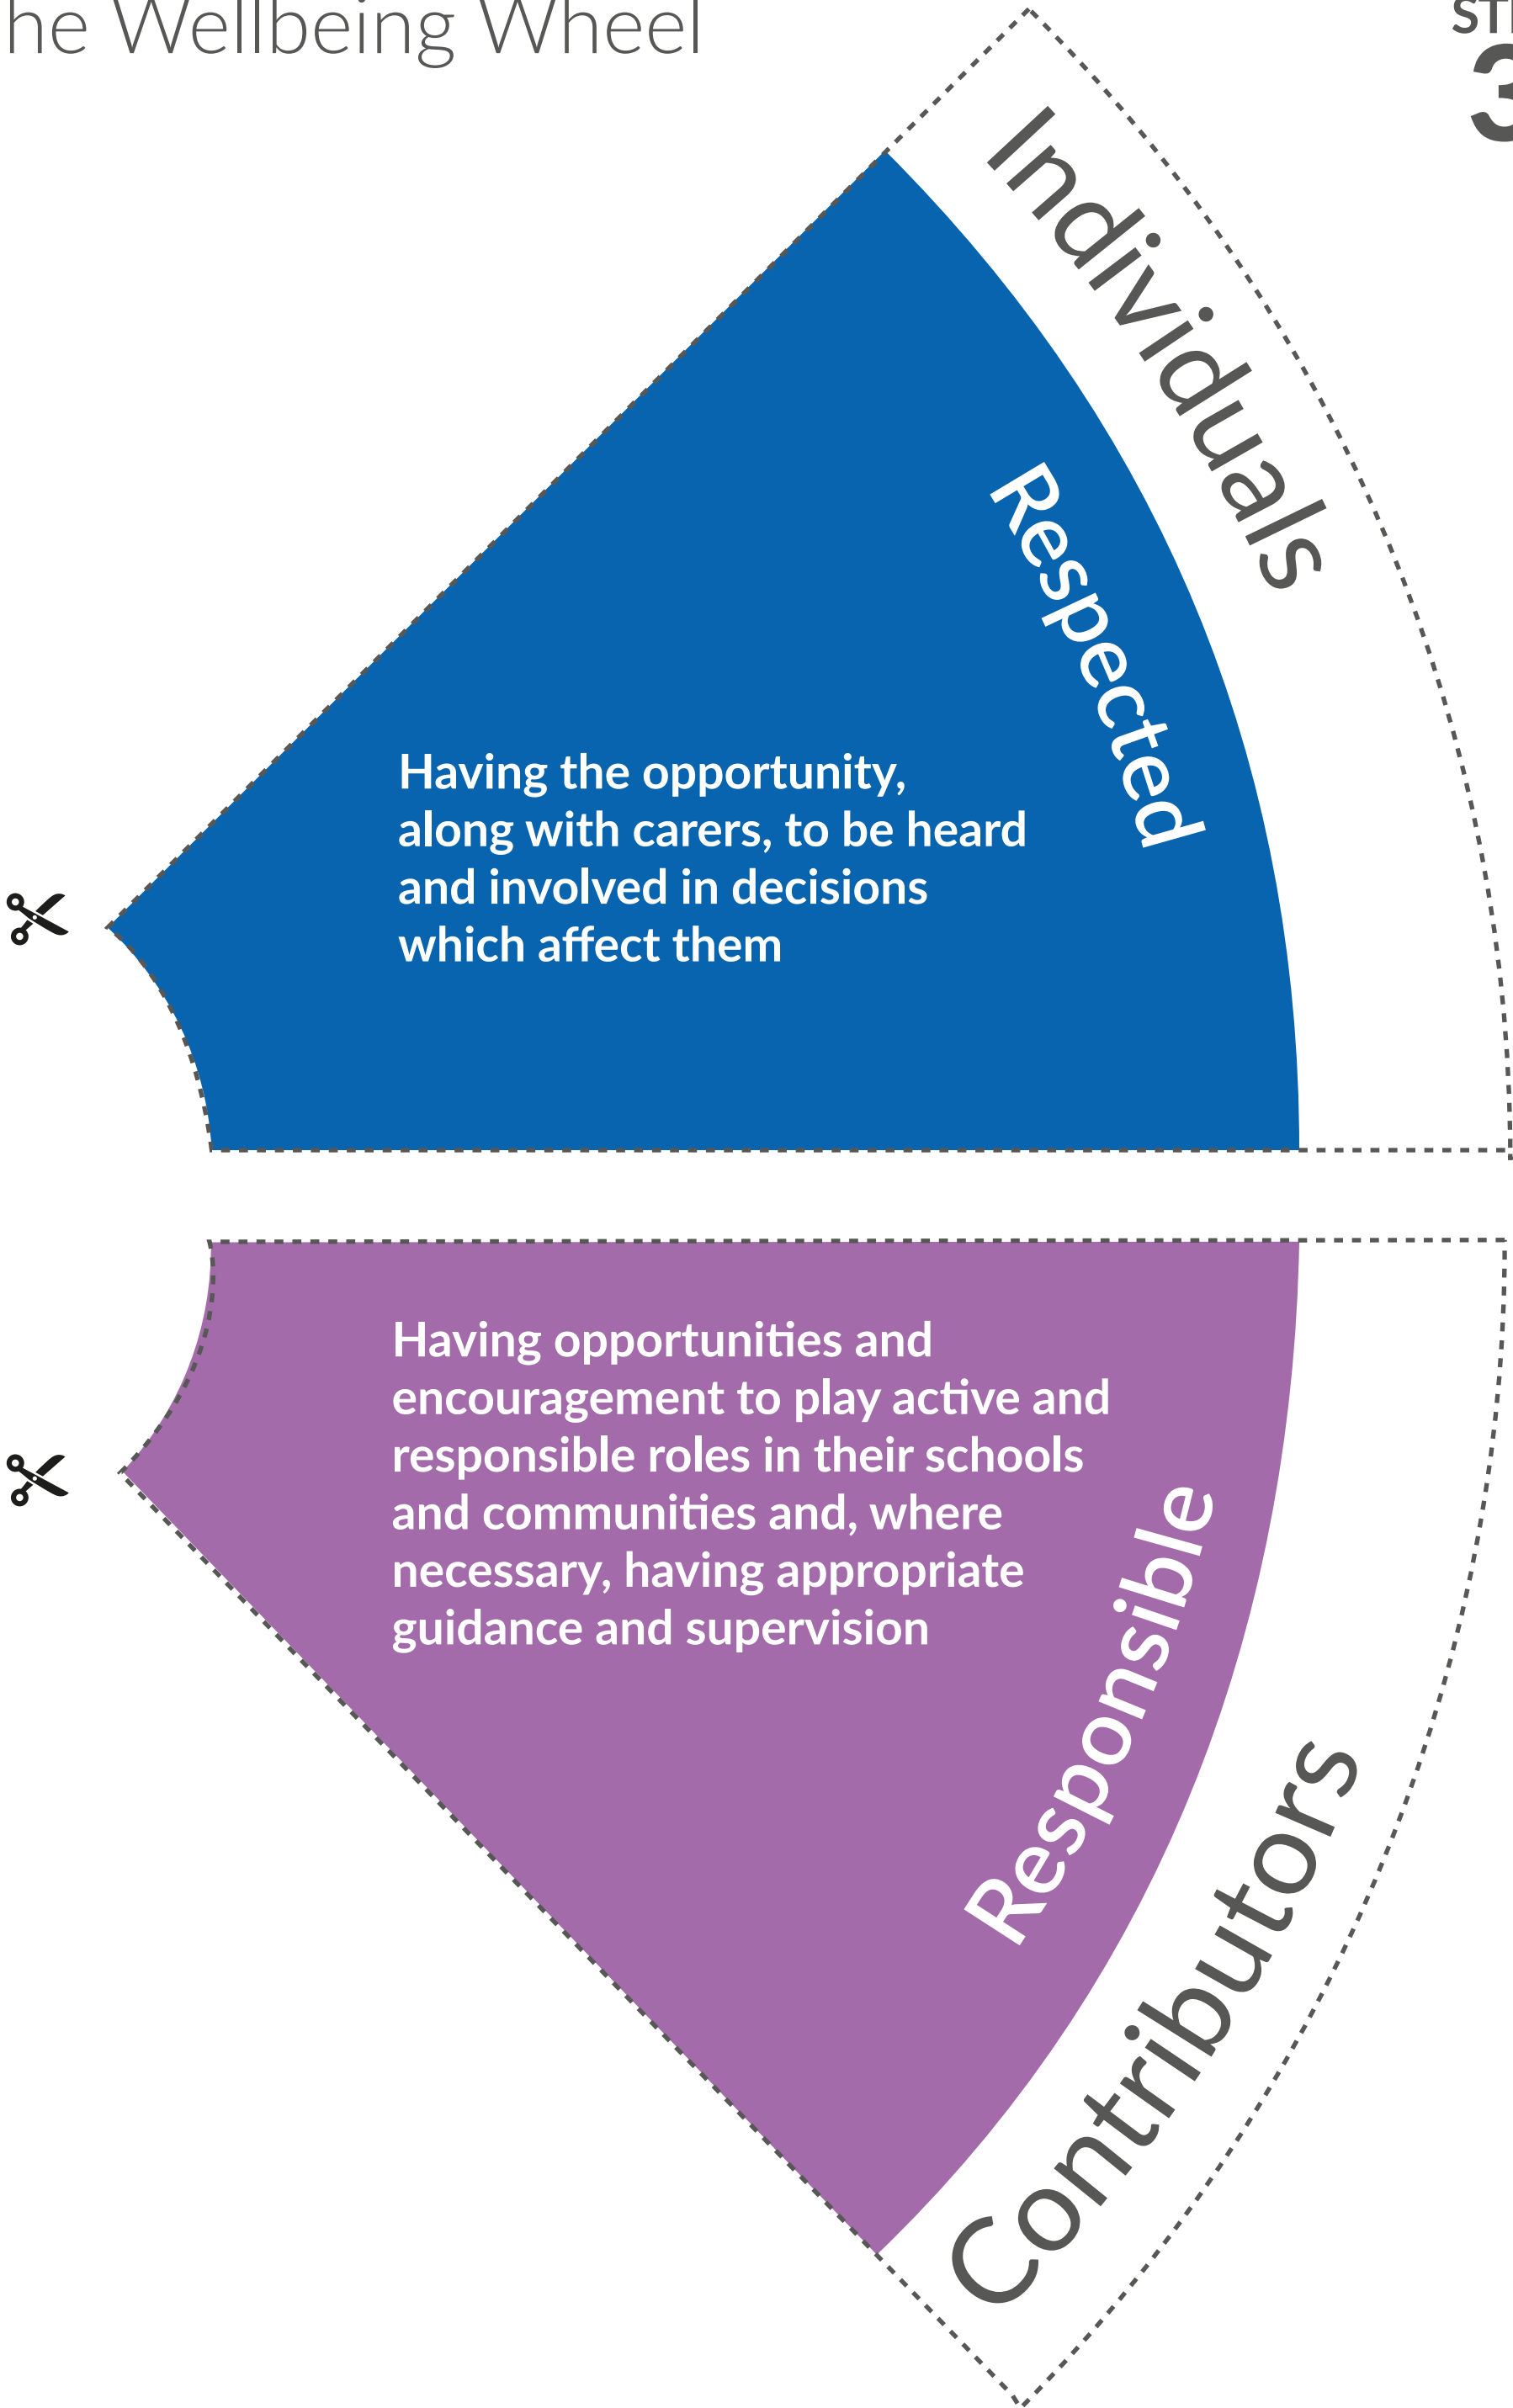 he Wellbeing Wheel
3
Individuals
Respected
Having the opportunity,
along with carers, to be heard
and involved in decisions
which affect them
Having opportunities and
encouragement to play active and
responsible roles in their schools
and communities and, where
necessary, having appropriate
guidance and supervision
Responsible
Contributors